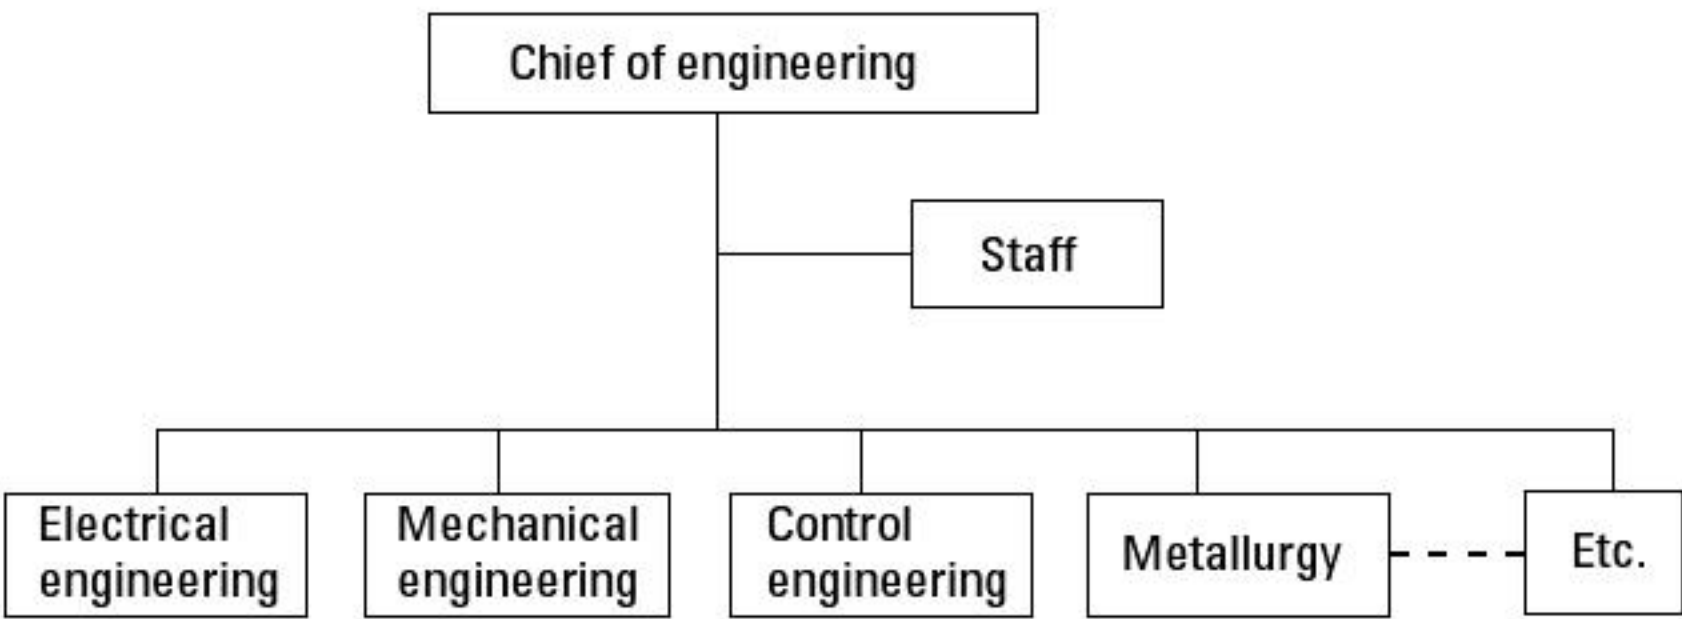 Chief of engineering
Staff
Electrical
engineering
Mechanical
engineering
Control
engineering
Metallurgy
Etc.